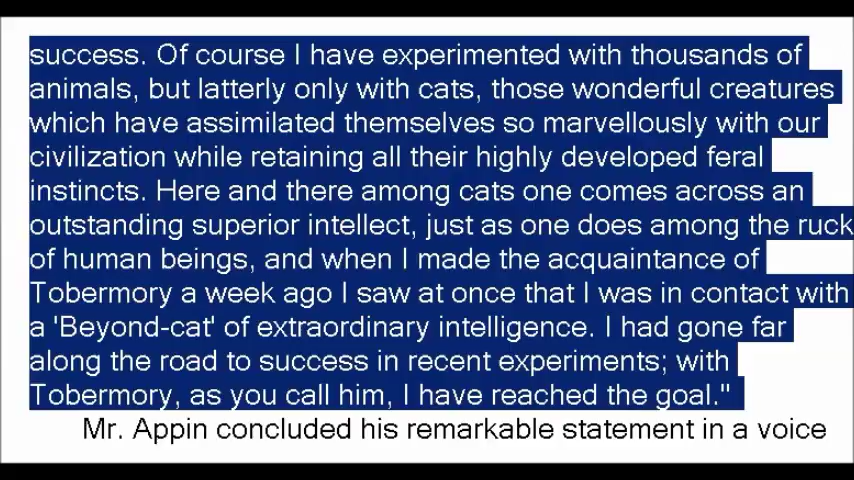 success. Of course I have experimented with thousands of
animals, but latterly only with cats, those wonderful creatures
which have assimilated themselves so marvellously with our
civilization while retaining all their highly developed feral
instincts. Here and there among cats one comes across an
outstanding superior intellect, just as one does among the ruck
of human beings, and when I made the acquaintance of
Tobermory a week ago I saw at once that I was in contact with
a 'Beyond-cat' of extraordinary intelligence. I had gone far
along the road to success in recent experiments; with
Tobermory, as you call him, I have reached the goal."
Mr. Appin concluded his remarkable statement in a voice